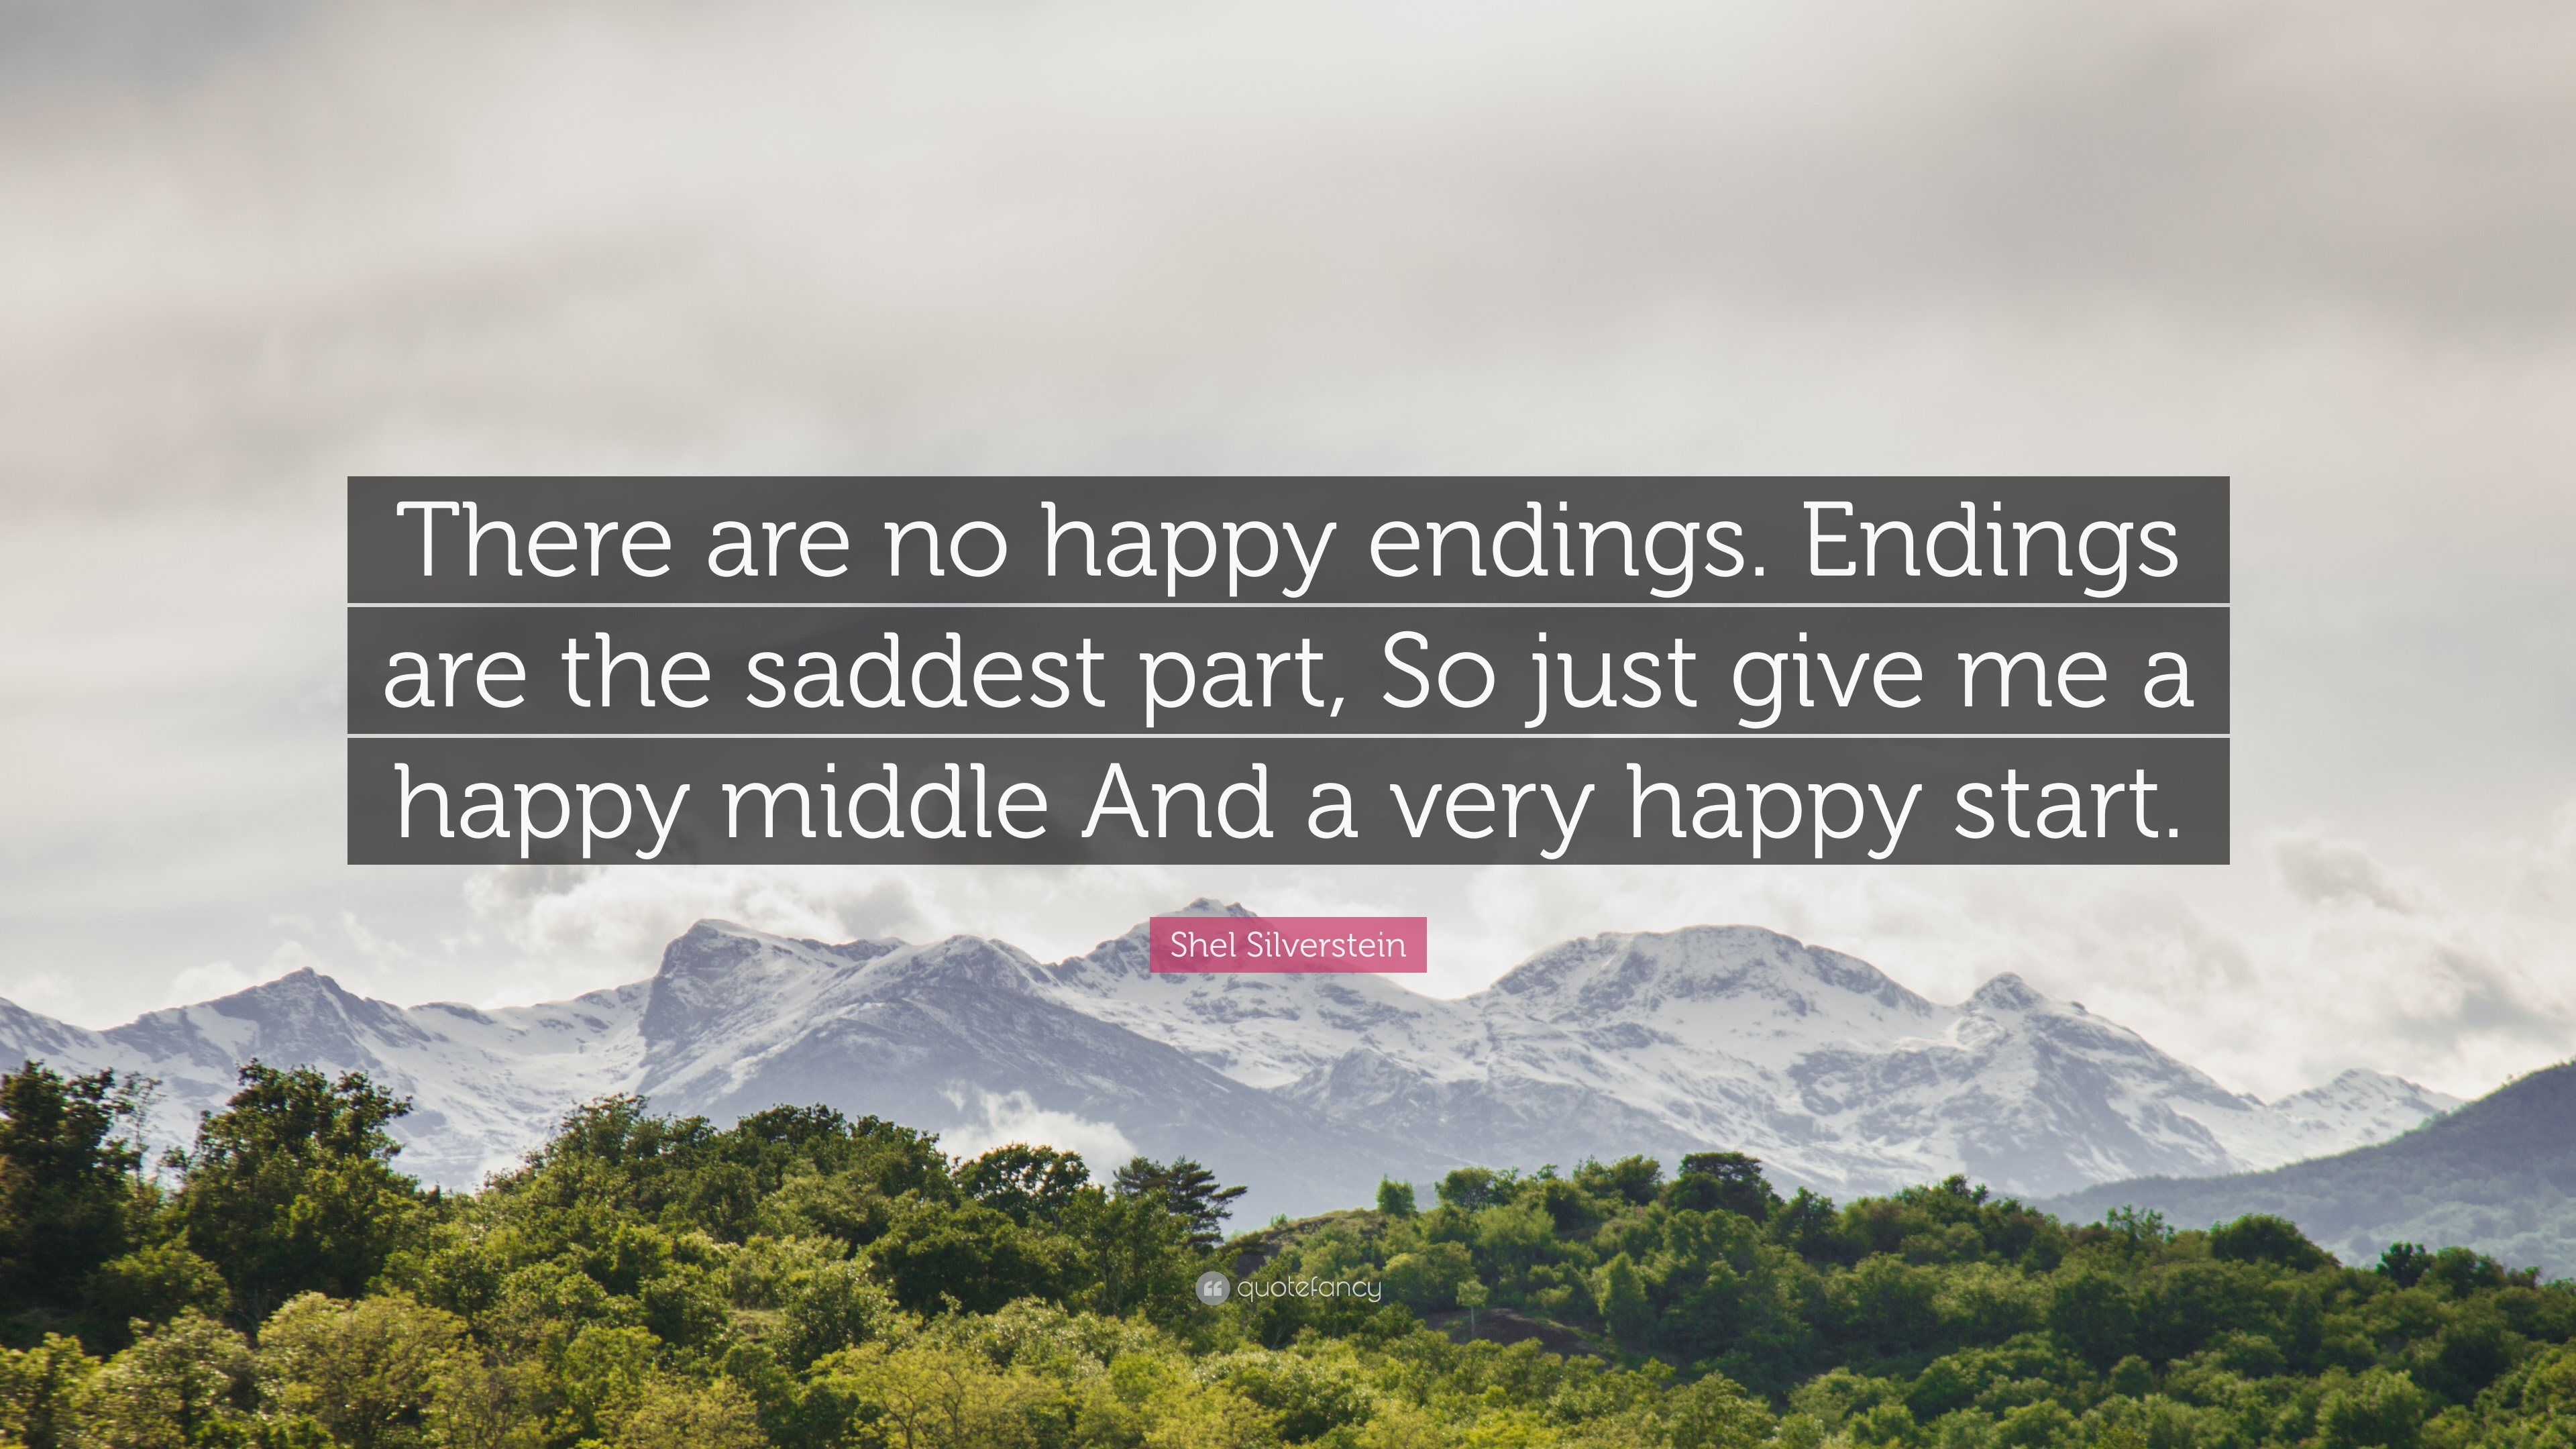 There are no happy endings. Endings
are the saddest part, So just give me a
happy middle And a very happy start.
Shel Silverstein
quotefancy